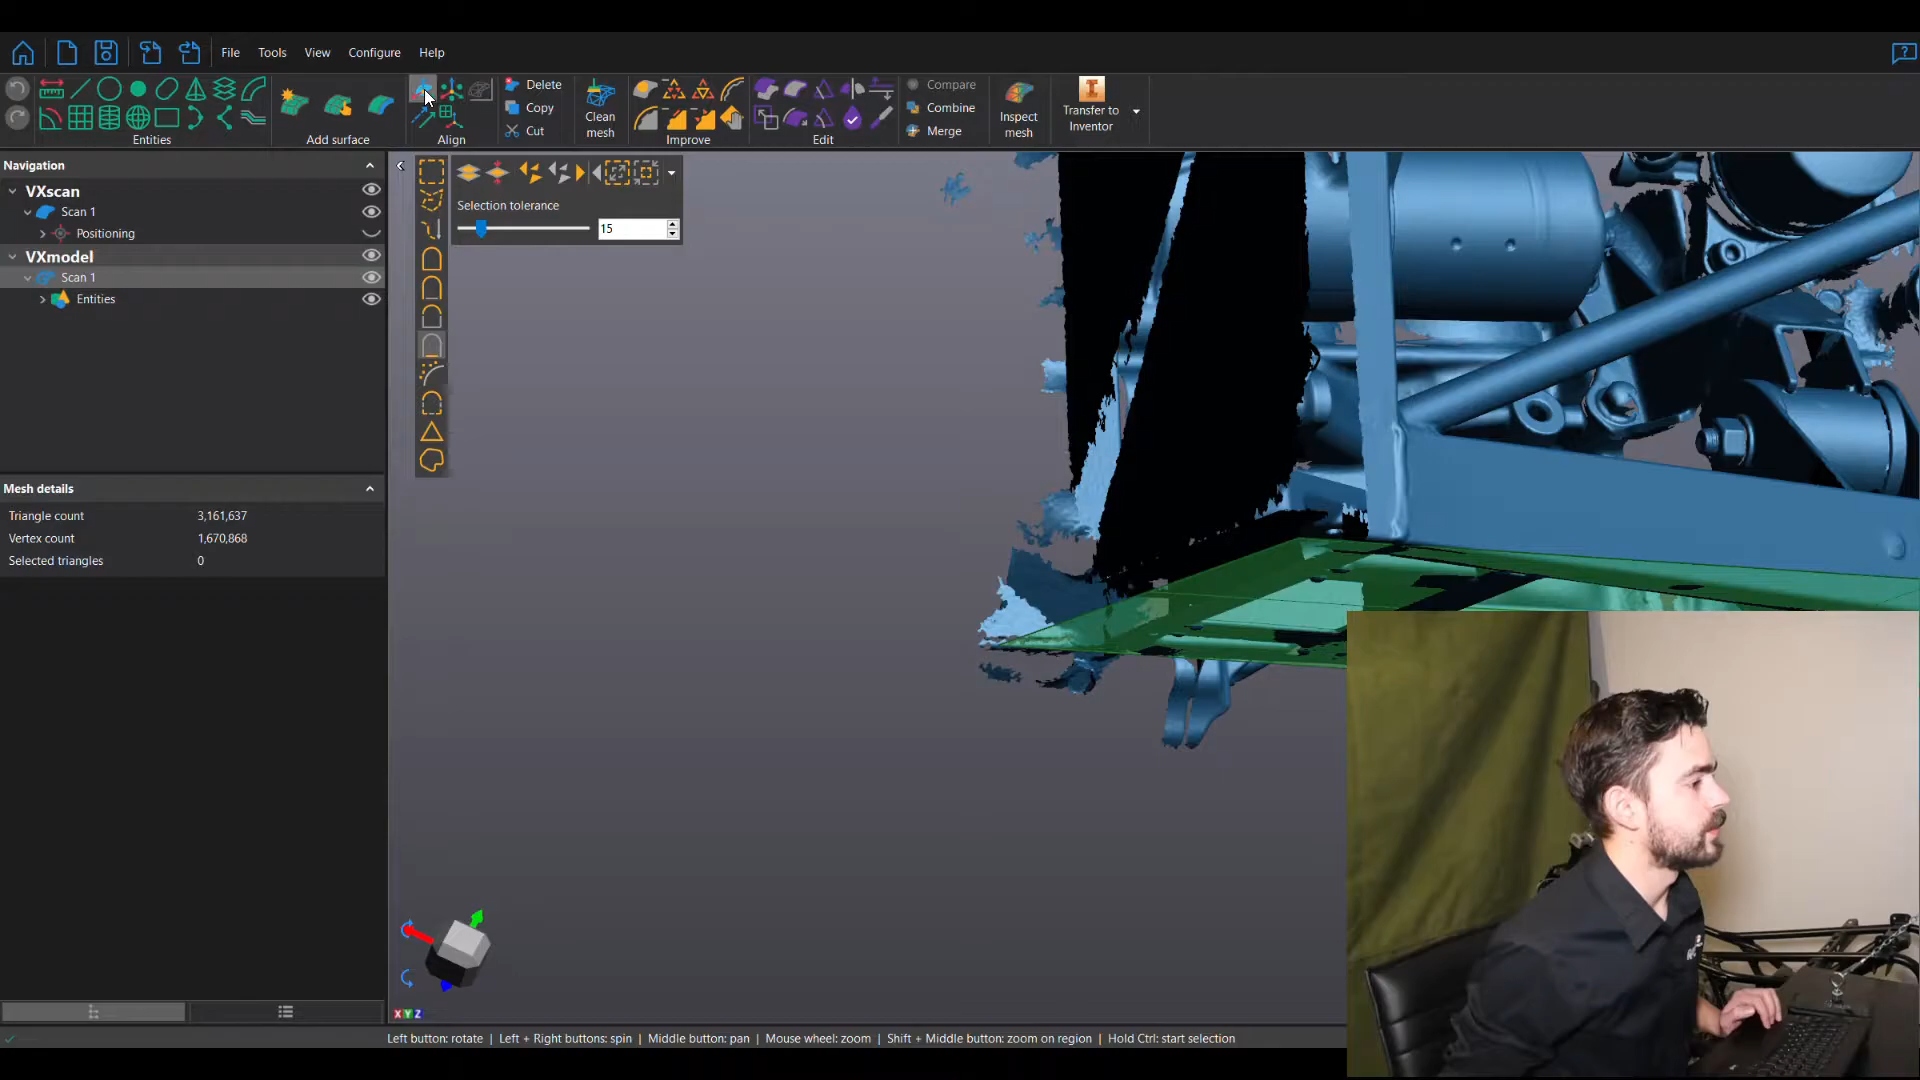 File Tools View Configure Help
Entities
Add surface
Align
Delete
Copy
Cut
Clean
mesh
Improve
Edit
Compare
Combine
Merge
Inspect
mesh
Transfer to
Inventor
Navigation
VXscan
Scan 1
Positioning
VXmodel
Scan 1
Entities
Selection tolerance
15
Mesh details
Triangle count 3,161,637
Vertex count 1,670,868
Selected triangles 0
X Y Z
Left button: rotate | Left + Right buttons: spin | Middle button: pan | Mouse wheel: zoom | Shift + Middle button: zoom on region | Hold Ctrl: start selection